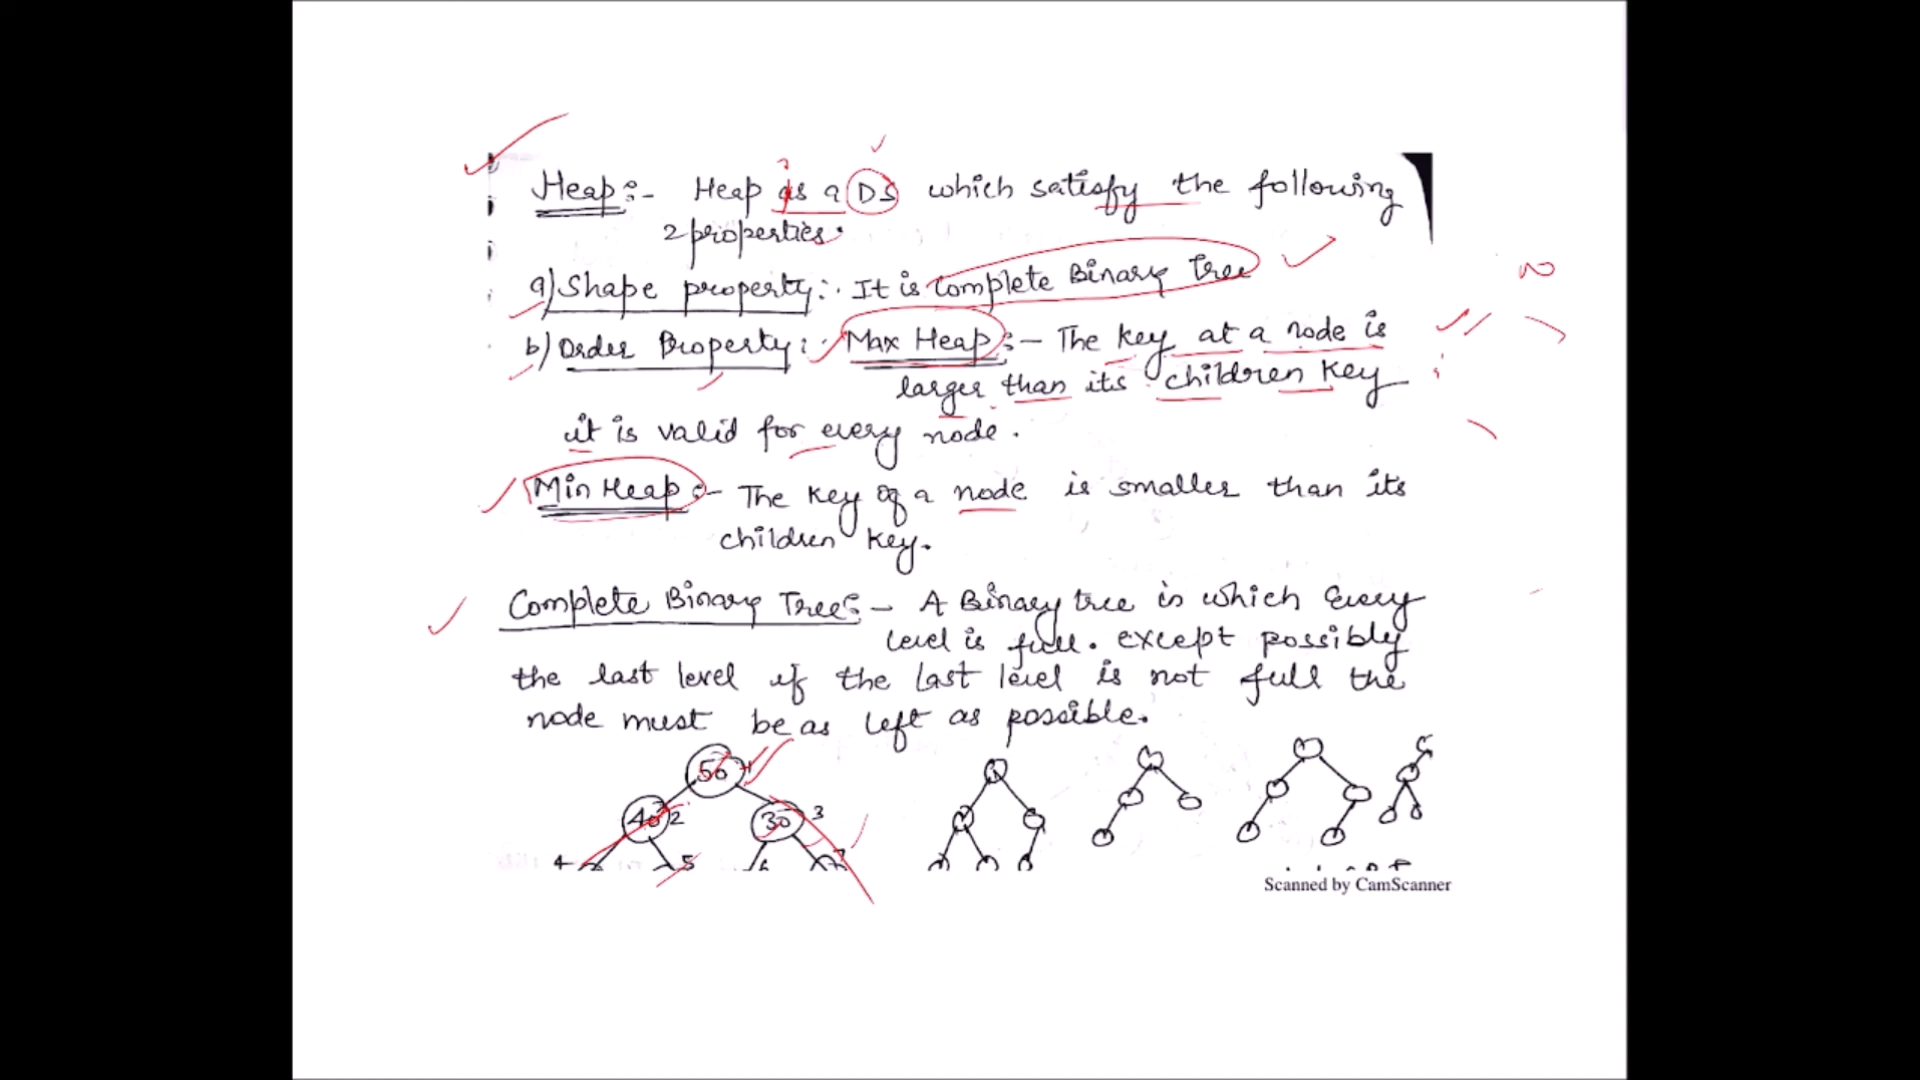 Heap:- Heap is a DS which satisfy the following
2 properties.
a) Shape property:. It is Complete Binary Tree
b) Order Property: Max Heap:- The key at a node is
larger than its children key
it is valid for every node.
Min Heap:- The key of a node is smaller than its
children key.
Complete Binary Tree:- A Binary tree in which Every
level is full. except possibly
the last level if the last level is not full the
node must be as left as possible.
50 1
40 2 30 3
4 5 6 7
Scanned by CamScanner